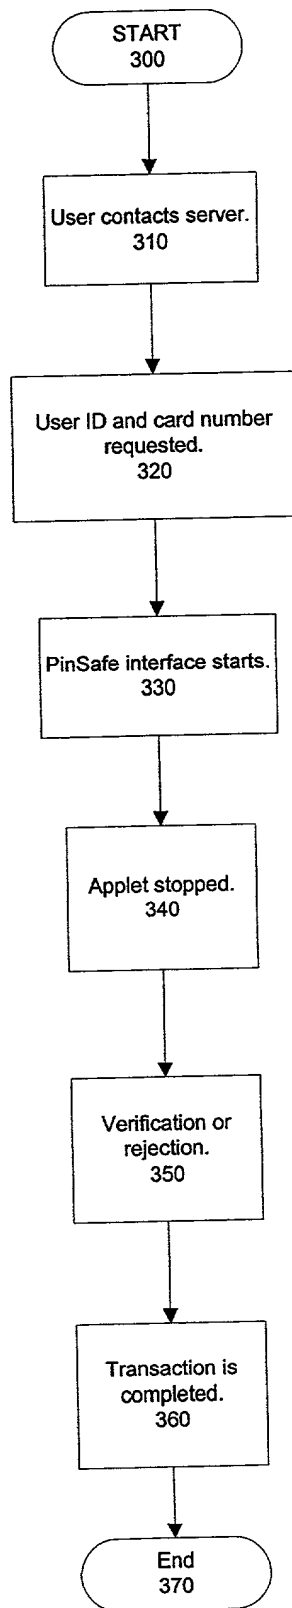 START
300
User contacts server.
310
User ID and card number
requested.
320
PinSafe interface starts.
330
Applet stopped.
340
Verification or
rejection.
350
Transaction is
completed.
360
End
370